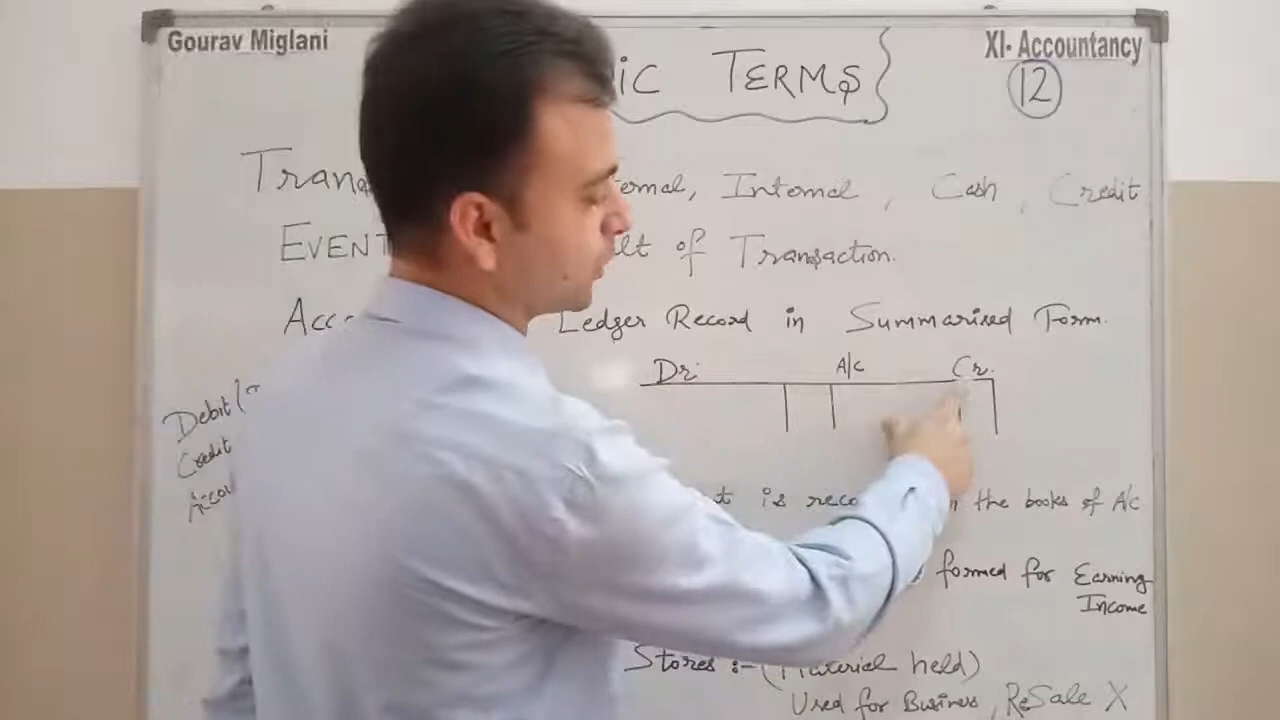 Gourav Miglani
XI- Accountancy
IC TERMS
12
Tran ernal, Internal, Cash, Credit
EVENT lt of Transaction.
Acc Ledger Record in Summarised Form.
Dr. A/c Cr.
Debit
Credit
Accou
t is reco the books of A/c
formed for Earning
Income
Stores :- (Material held)
Used for Business, ReSale X